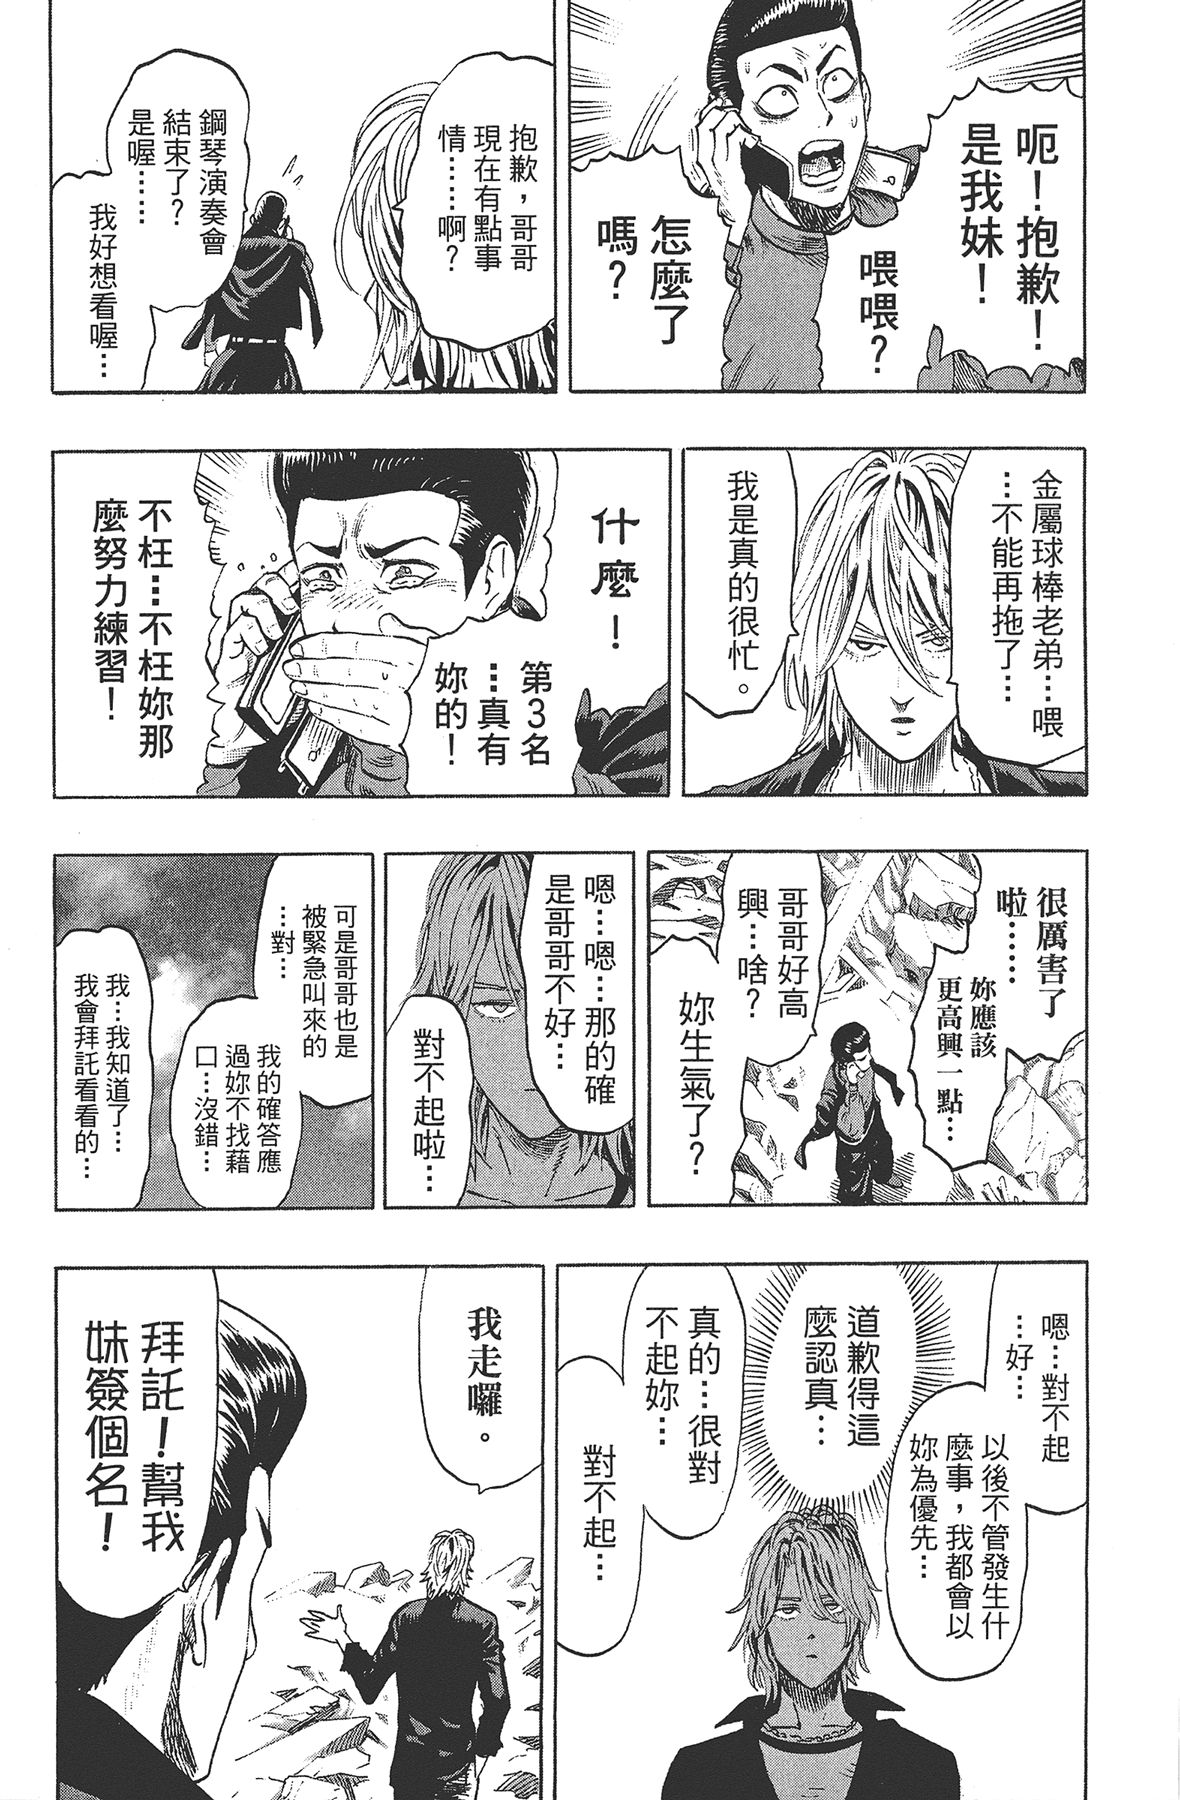 呃！抱歉！
是我妹！
喂喂？
怎麼了
嗎？
抱歉，哥哥
現在有點事
情……啊？
鋼琴演奏會
結束了？
是喔……
我好想看喔…
金屬球棒老弟…喂
…不能再拖了…
我是真的很忙。
什麼！
第3名
…真有
妳的！
不枉…不枉妳那
麼努力練習！
很厲害了
啦……
妳應該
更高興一點…
哥哥好高
興…啥？
妳生氣了？
嗯…嗯…那的確
是哥哥不好…
對不起啦…
可是哥哥也是
被緊急叫來的
…對…
我的確答應
過妳不找藉
口…沒錯…
我…我知道了…
我會拜託看看的…
嗯…對不起
…好…
以後不管發生什
麼事，我都會以
妳為優先…
道歉得這
麼認真…
真的…很對
不起妳…
對不起…
我走囉。
拜託！幫我
妹簽個名！